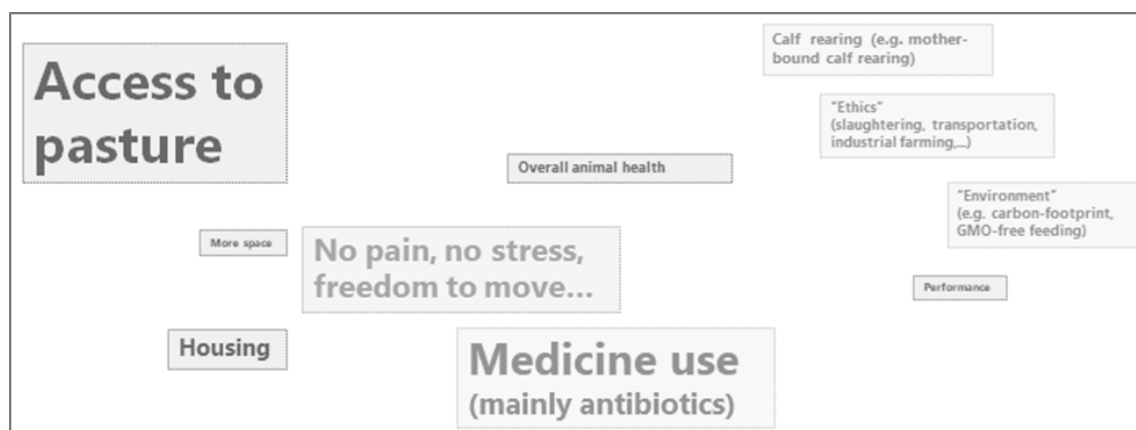 Access to
pasture
Calf rearing (e.g. mother-
bound calf rearing)
"Ethics"
(slaughtering, transportation,
industrial farming,...)
Overall animal health
"Environment"
(e.g. carbon-footprint,
GMO-free feeding)
More space
No pain, no stress,
freedom to move...
Performance
Housing
Medicine use
(mainly antibiotics)